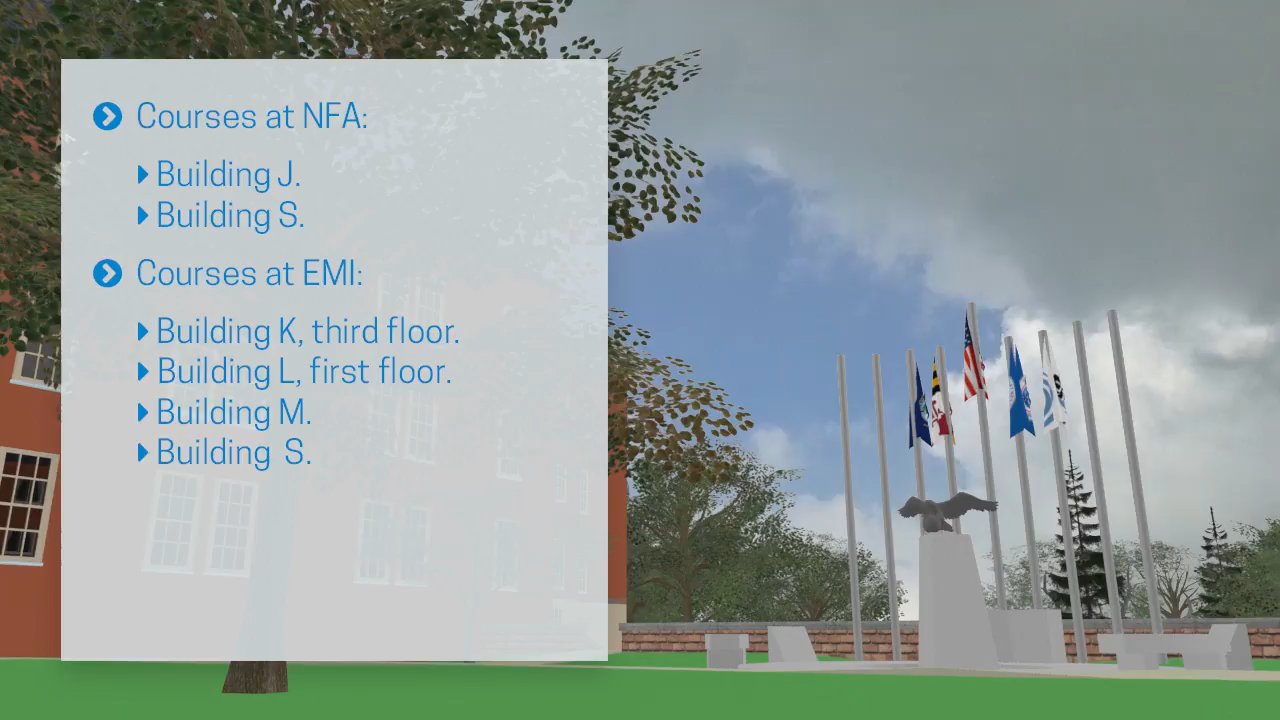 Courses at NFA:
Building J.
Building S.
Courses at EMI:
Building K, third floor.
Building L, first floor.
Building M.
Building S.